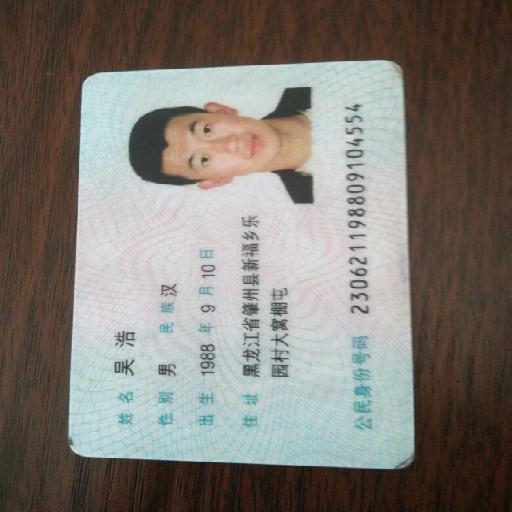 姓名 吴浩
性别 男 民族 汉
出生 1988 年 9 月 10 日
住址 黑龙江省肇州县新福乡乐
园村大窝棚屯
公民身份号码 230621198809104554